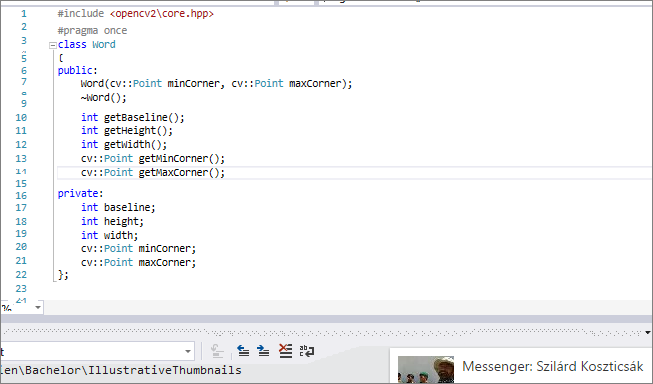 1 #include <opencv2\core.hpp>
2
3 #pragma once
4 class Word
5 {
6 public:
7 Word(cv::Point minCorner, cv::Point maxCorner);
8 ~Word();
9
10 int getBaseline();
11 int getHeight();
12 int getWidth();
13 cv::Point getMinCorner();
14 cv::Point getMaxCorner();
15
16 private:
17 int baseline;
18 int height;
19 int width;
20 cv::Point minCorner;
21 cv::Point maxCorner;
22 };
23
24
%
t
ien\Bachelor\IllustrativeThumbnails
Messenger: Szilárd Koszticsák